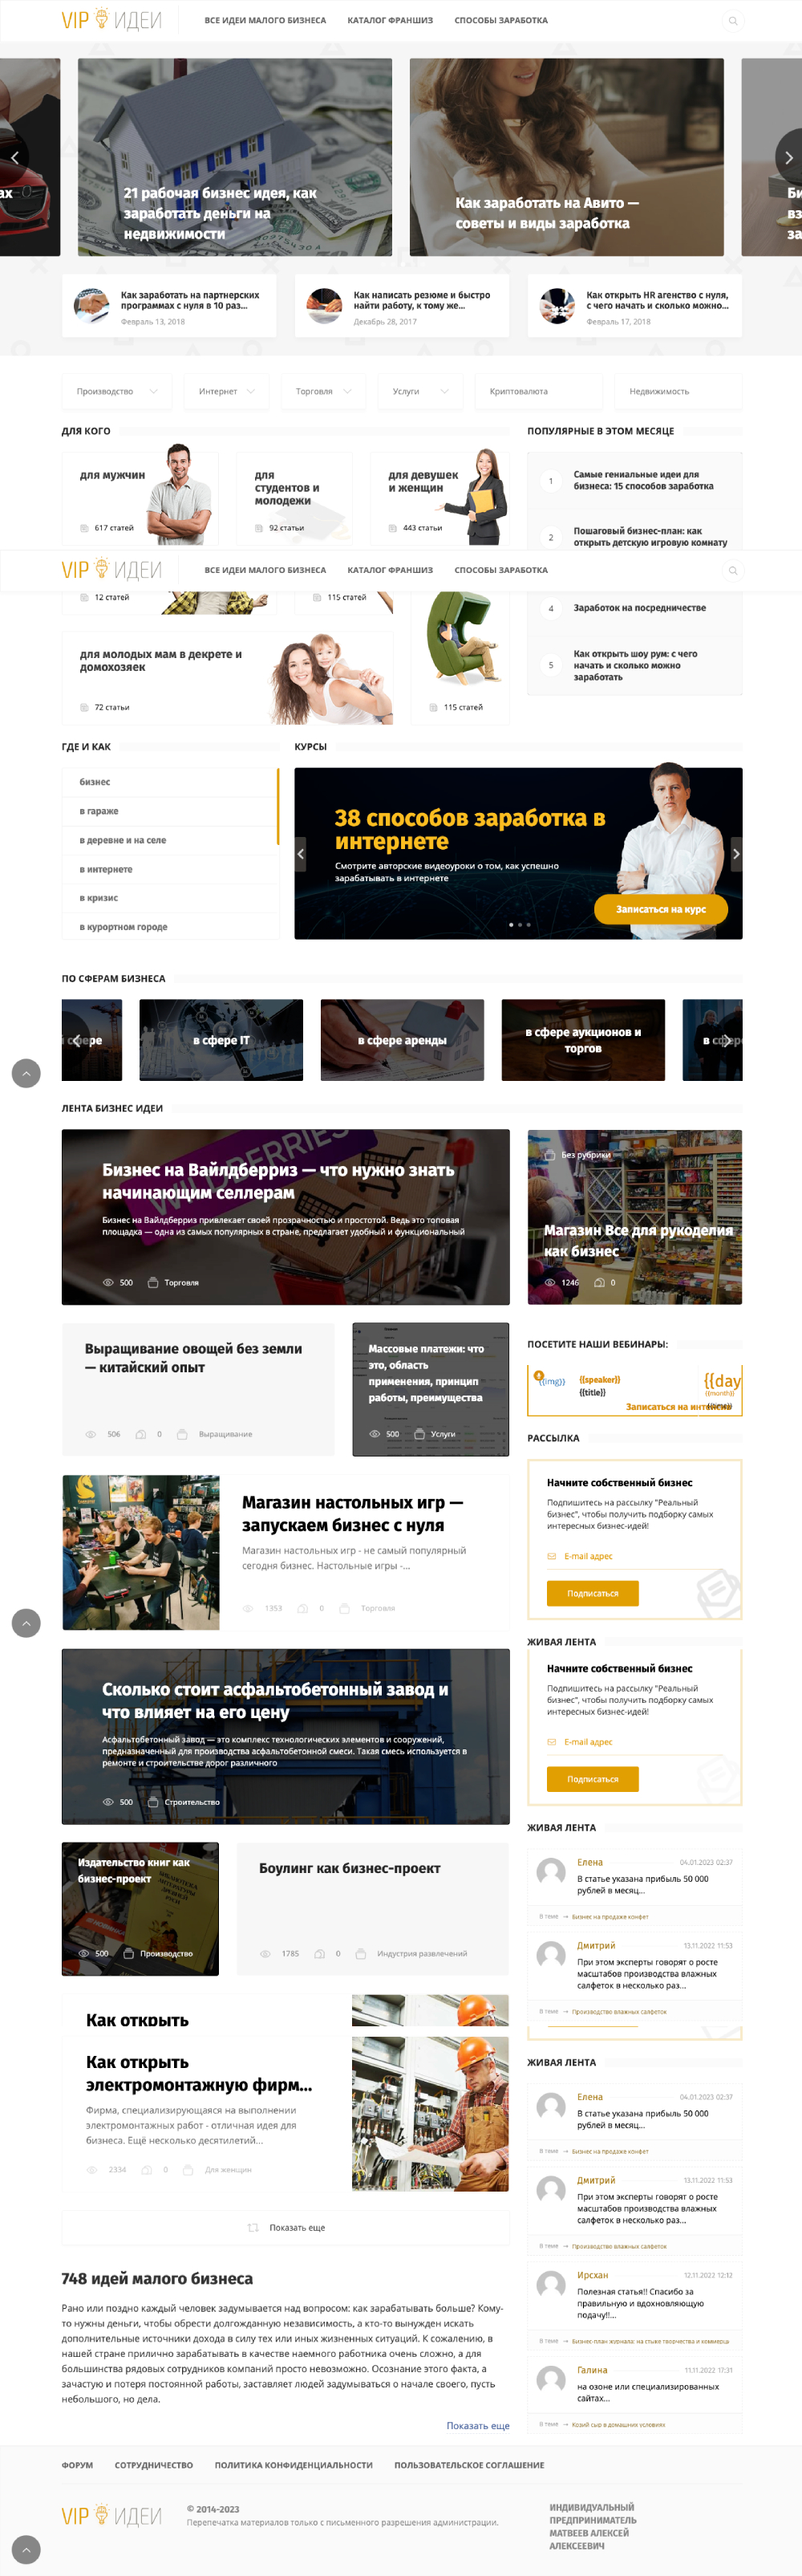 VIP ИДЕИ
ВСЕ ИДЕИ МАЛОГО БИЗНЕСА
КАТАЛОГ ФРАНШИЗ
СПОСОБЫ ЗАРАБОТКА
ах
21 рабочая бизнес идея, как
заработать деньги на
недвижимости
Как заработать на Авито —
советы и виды заработка
Би
вз
за
Как заработать на партнерских
программах с нуля в 10 раз...
Февраль 13, 2018
Как написать резюме и быстро
найти работу, к тому же...
Декабрь 28, 2017
Как открыть HR агенство с нуля,
с чего начать и сколько можно...
Февраль 17, 2018
Производство
Интернет
Торговля
Услуги
Криптовалюта
Недвижимость
ДЛЯ КОГО
для мужчин
617 статей
для
студентов и
молодежи
92 статьи
для девушек
и женщин
443 статьи
ПОПУЛЯРНЫЕ В ЭТОМ МЕСЯЦЕ
1
Самые гениальные идеи для
бизнеса: 15 способов заработка
2
Пошаговый бизнес-план: как
открыть детскую игровую комнату
VIP ИДЕИ
ВСЕ ИДЕИ МАЛОГО БИЗНЕСА
КАТАЛОГ ФРАНШИЗ
СПОСОБЫ ЗАРАБОТКА
12 статей
115 статей
4
Заработок на посредничестве
5
Как открыть шоу рум: с чего
начать и сколько можно
заработать
для молодых мам в декрете и
домохозяек
72 статьи
115 статей
ГДЕ И КАК
бизнес
в гараже
в деревне и на селе
в интернете
в кризис
в курортном городе
КУРСЫ
38 способов заработка в
интернете
Смотрите авторские видеоуроки о том, как успешно
зарабатывать в интернете
Записаться на курс
ПО СФЕРАМ БИЗНЕСА
в сфере IT
в сфере аренды
в сфере аукционов и
торгов
ЛЕНТА БИЗНЕС ИДЕИ
WILDBERRIES
Бизнес на Вайлдберриз — что нужно знать
начинающим селлерам
Бизнес на Вайлдберриз привлекает своей прозрачностью и простотой. Ведь это топовая
площадка — одна из самых популярных в стране, предлагает удобный и функциональный
500
Торговля
Без рубрики
Магазин Все для рукоделия
как бизнес
1246
0
Выращивание овощей без земли
— китайский опыт
506
0
Выращивание
Массовые платежи: что
это, область
применения, принцип
работы, преимущества
500
Услуги
ПОСЕТИТЕ НАШИ ВЕБИНАРЫ:
{{img}}
{{speaker}}
{{title}}
{{day
{{month}}
Записаться на
РАССЫЛКА
Начните собственный бизнес
Подпишитесь на рассылку "Реальный
бизнес", чтобы получить подборку самых
интересных бизнес-идей!
E-mail адрес
Подписаться
Магазин настольных игр —
запускаем бизнес с нуля
Магазин настольных игр - не самый популярный
сегодня бизнес. Настольные игры -...
1353
0
Торговля
ЖИВАЯ ЛЕНТА
Начните собственный бизнес
Подпишитесь на рассылку "Реальный
бизнес", чтобы получить подборку самых
интересных бизнес-идей!
E-mail адрес
Подписаться
Сколько стоит асфальтобетонный завод и
что влияет на его цену
Асфальтобетонный завод — это комплекс технологических элементов и сооружений,
предназначенный для производства асфальтобетонной смеси. Такая смесь используется в
ремонте и строительстве дорог различного
500
Строительство
ЖИВАЯ ЛЕНТА
Елена
04.01.2023 02:37
В статье указана прибыль 50 000
рублей в месяц...
В теме → Бизнес на продаже конфет
Дмитрий
13.11.2022 11:53
При этом эксперты говорят о росте
масштабов производства влажных
салфеток в несколько раз...
В теме → Производство влажных салфеток
Издательство книг как
бизнес-проект
500
Производство
Боулинг как бизнес-проект
1785
0
Индустрия развлечений
Как открыть
Как открыть
электромонтажную фирм...
Фирма, специализирующаяся на выполнении
электромонтажных работ - отличная идея для
бизнеса. Ещё несколько десятилетий...
2334
0
Для женщин
Показать еще
ЖИВАЯ ЛЕНТА
Елена
04.01.2023 02:37
В статье указана прибыль 50 000
рублей в месяц...
В теме → Бизнес на продаже конфет
Дмитрий
13.11.2022 11:53
При этом эксперты говорят о росте
масштабов производства влажных
салфеток в несколько раз...
В теме → Производство влажных салфеток
Ирсхан
12.11.2022 12:12
Полезная статья!! Спасибо за
правильную и вдохновляющую
подачу!!...
В теме → Бизнес-план журнала: на стыке творчества и коммерца
Галина
11.11.2022 17:31
на озоне или специализированных
сайтах...
В теме → Козий сыр в домашних условиях
748 идей малого бизнеса
Рано или поздно каждый человек задумывается над вопросом: как зарабатывать больше? Кому-
то нужны деньги, чтобы обрести долгожданную независимость, а кто-то вынужден искать
дополнительные источники дохода в силу тех или иных жизненных ситуаций. К сожалению, в
нашей стране прилично зарабатывать в качестве наемного работника очень сложно, а для
большинства рядовых сотрудников компаний просто невозможно. Осознание этого факта, а
зачастую и потеря постоянной работы, заставляет людей задумываться о начале своего, пусть
небольшого, но дела.
Показать еще
ФОРУМ
СОТРУДНИЧЕСТВО
ПОЛИТИКА КОНФИДЕНЦИАЛЬНОСТИ
ПОЛЬЗОВАТЕЛЬСКОЕ СОГЛАШЕНИЕ
VIP ИДЕИ
© 2014-2023
Перепечатка материалов только с письменного разрешения администрации.
ИНДИВИДУАЛЬНЫЙ
ПРЕДПРИНИМАТЕЛЬ
МАТВЕЕВ АЛЕКСЕЙ
АЛЕКСЕЕВИЧ